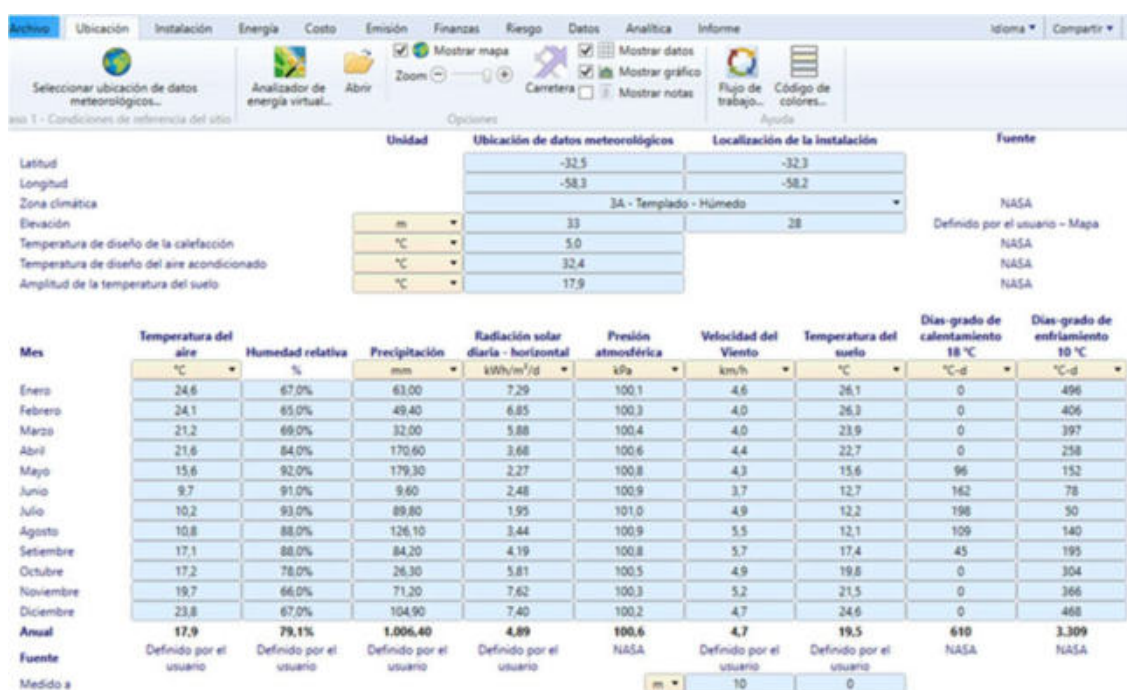 Archivo Ubicación Instalación Energía Costo Emisión Finanzas Riesgo Datos Analítica Informe Idioma Compartir
Seleccionar ubicación de datos meteorológicos...
Analizador de energía virtual...
Abrir
Mostrar mapa
Zoom
Carretera
Mostrar datos
Mostrar gráfico
Mostrar notas
Flujo de trabajo...
Código de colores...
aso 1 - Condiciones de referencia del sitio Opciones Ayuda
Unidad Ubicación de datos meteorológicos Localización de la instalación Fuente
Latitud -32,5 -32,3
Longitud -58,3 -58,2
Zona climática 3A - Templado - Húmedo NASA
Elevación m 33 28 Definido por el usuario – Mapa
Temperatura de diseño de la calefacción °C 5,0 NASA
Temperatura de diseño del aire acondicionado °C 32,4 NASA
Amplitud de la temperatura del suelo °C 17,9 NASA
Mes Temperatura del aire Humedad relativa Precipitación Radiación solar diaria - horizontal Presión atmosférica Velocidad del Viento Temperatura del suelo Días-grado de calentamiento 18 °C Días-grado de enfriamiento 10 °C
°C % mm kWh/m²/d kPa km/h °C °C-d °C-d
Enero 24,6 67,0% 63,00 7,29 100,1 4,6 26,1 0 496
Febrero 24,1 65,0% 49,40 6,85 100,3 4,0 26,3 0 406
Marzo 21,2 69,0% 32,00 5,88 100,4 4,0 23,9 0 397
Abril 21,6 84,0% 170,60 3,68 100,6 4,4 22,7 0 258
Mayo 15,6 92,0% 179,30 2,27 100,8 4,3 15,6 96 152
Junio 9,7 91,0% 9,60 2,48 100,9 3,7 12,7 162 78
Julio 10,2 93,0% 89,80 1,95 101,0 4,9 12,2 198 50
Agosto 10,8 88,0% 126,10 3,44 100,9 5,5 12,1 109 140
Setiembre 17,1 88,0% 84,20 4,19 100,8 5,7 17,4 45 195
Octubre 17,2 78,0% 26,30 5,81 100,5 4,9 19,8 0 304
Noviembre 19,7 66,0% 71,20 7,62 100,3 5,2 21,5 0 366
Diciembre 23,8 67,0% 104,90 7,40 100,2 4,7 24,6 0 468
Anual 17,9 79,1% 1.006,40 4,89 100,6 4,7 19,5 610 3.309
Fuente Definido por el usuario Definido por el usuario Definido por el usuario Definido por el usuario NASA Definido por el usuario Definido por el usuario NASA NASA
Medido a m 10 0